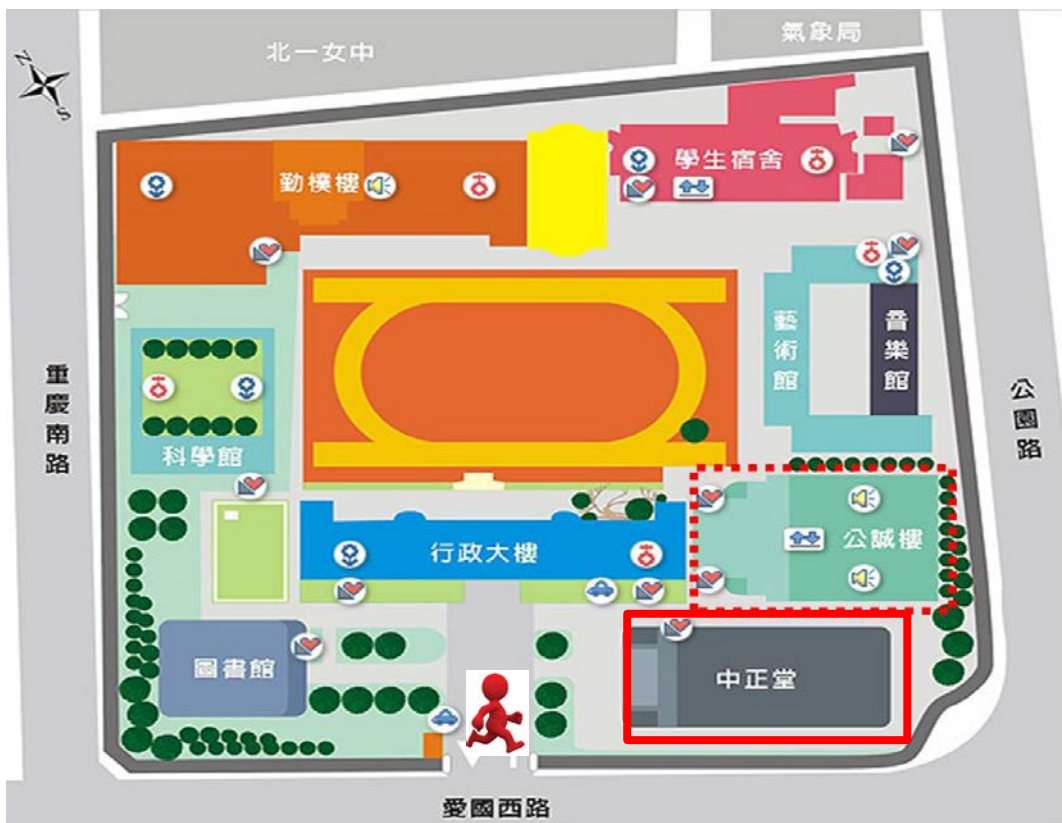 北一女中
氣象局
N
S
勤樸樓
學生宿舍
藝術館
音樂館
重慶南路
公園路
科學館
行政大樓
公誠樓
圖書館
中正堂
愛國西路